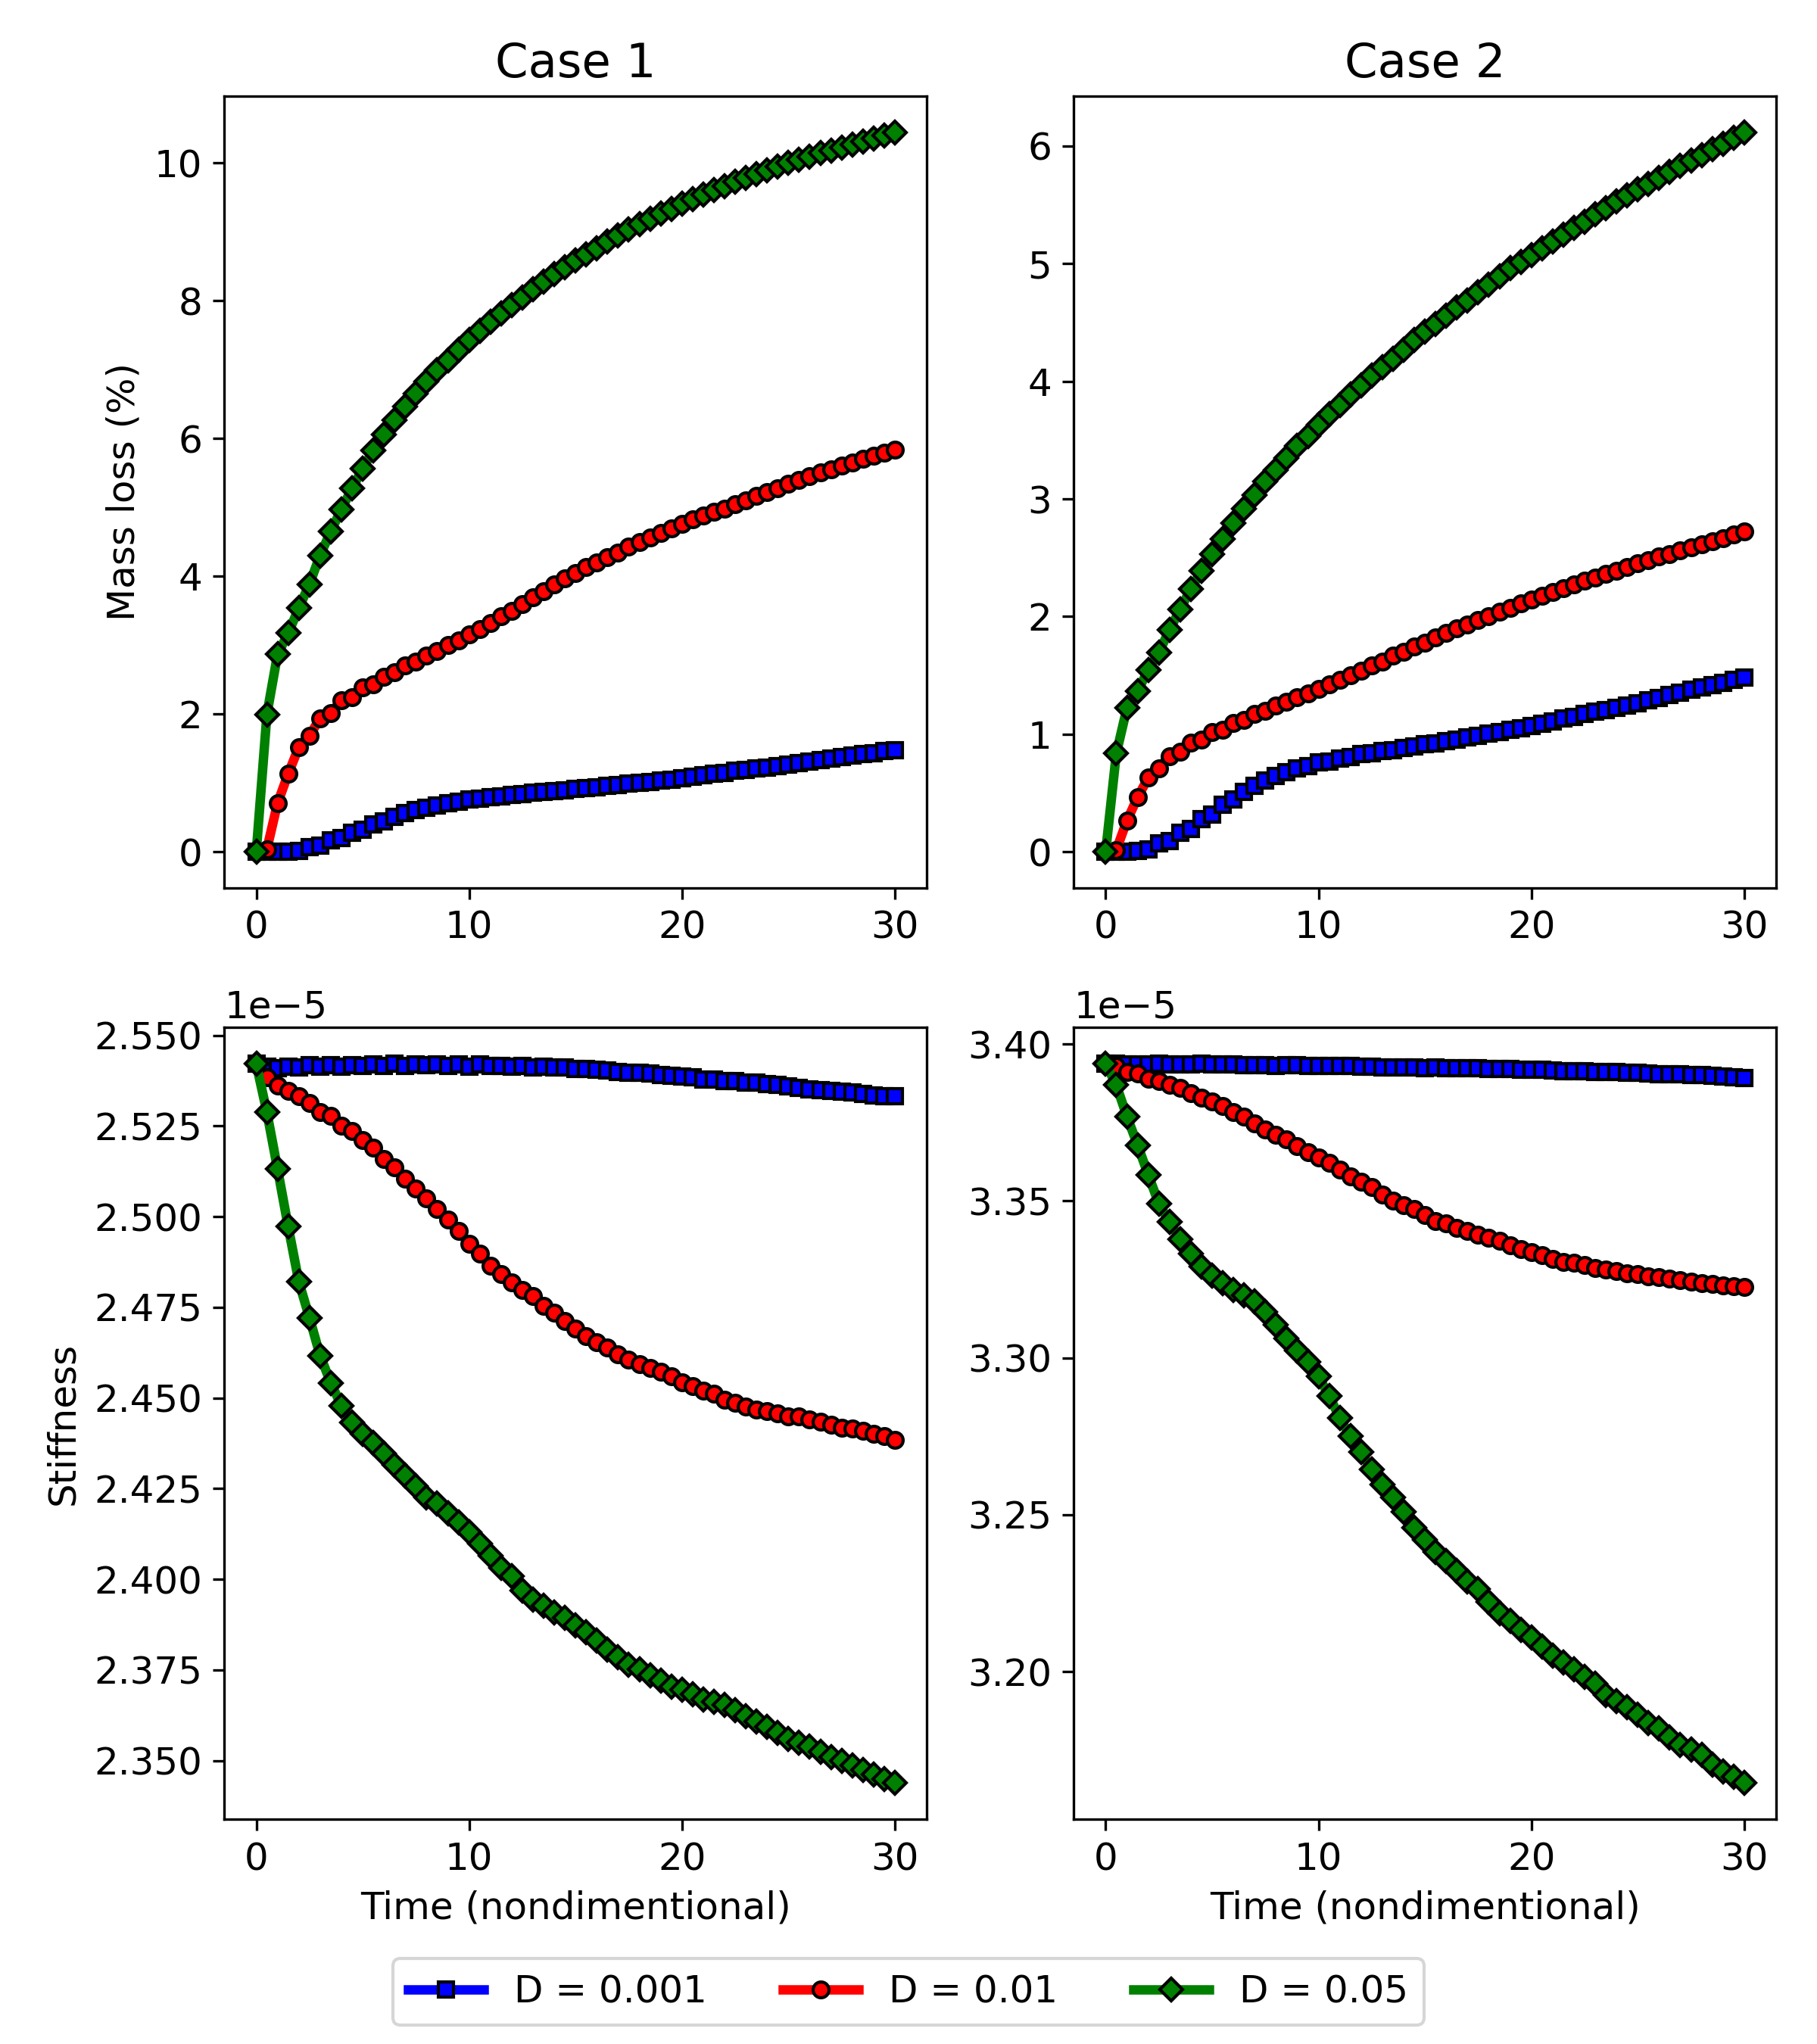 Case 1
Case 2
Mass loss (%)
10
8
6
4
2
0
0 10 20 30
6
5
4
3
2
1
0
0 10 20 30
Stiffness
1e−5
2.550
2.525
2.500
2.475
2.450
2.425
2.400
2.375
2.350
0 10 20 30
Time (nondimentional)
1e−5
3.40
3.35
3.30
3.25
3.20
0 10 20 30
Time (nondimentional)
D = 0.001 D = 0.01 D = 0.05